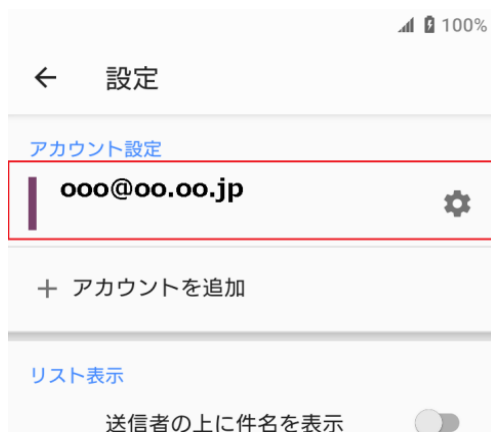 100%
設定
アカウント設定
ooo@oo.oo.jp
アカウントを追加
リスト表示
送信者の上に件名を表示